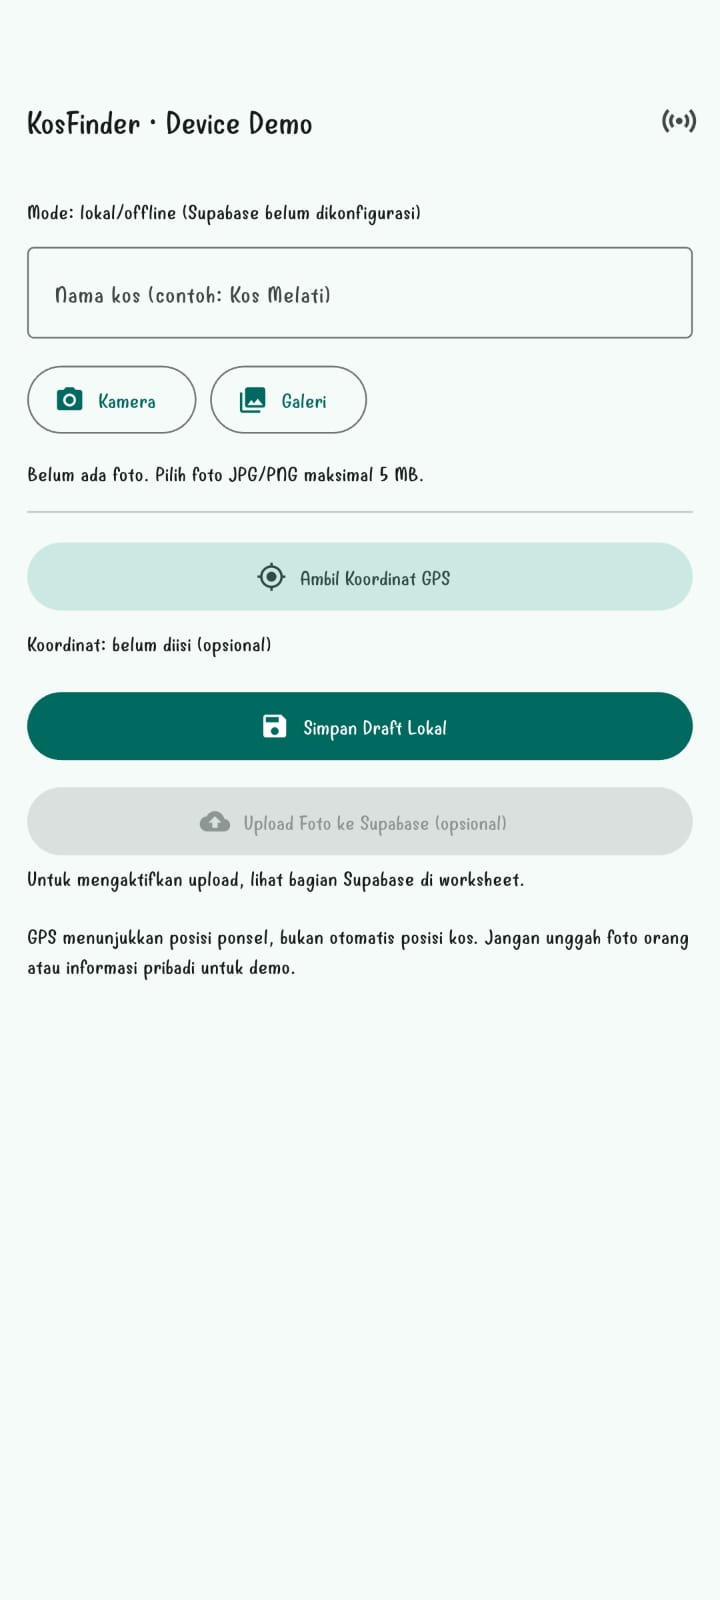 KosFinder · Device Demo
Mode: lokal/offline (Supabase belum dikonfigurasi)
Nama kos (contoh: Kos Melati)
Kamera
Galeri
Belum ada foto. Pilih foto JPG/PNG maksimal 5 MB.
Ambil Koordinat GPS
Koordinat: belum diisi (opsional)
Simpan Draft Lokal
Upload Foto ke Supabase (opsional)
Untuk mengaktifkan upload, lihat bagian Supabase di worksheet.
GPS menunjukkan posisi ponsel, bukan otomatis posisi kos. Jangan unggah foto orang
atau informasi pribadi untuk demo.